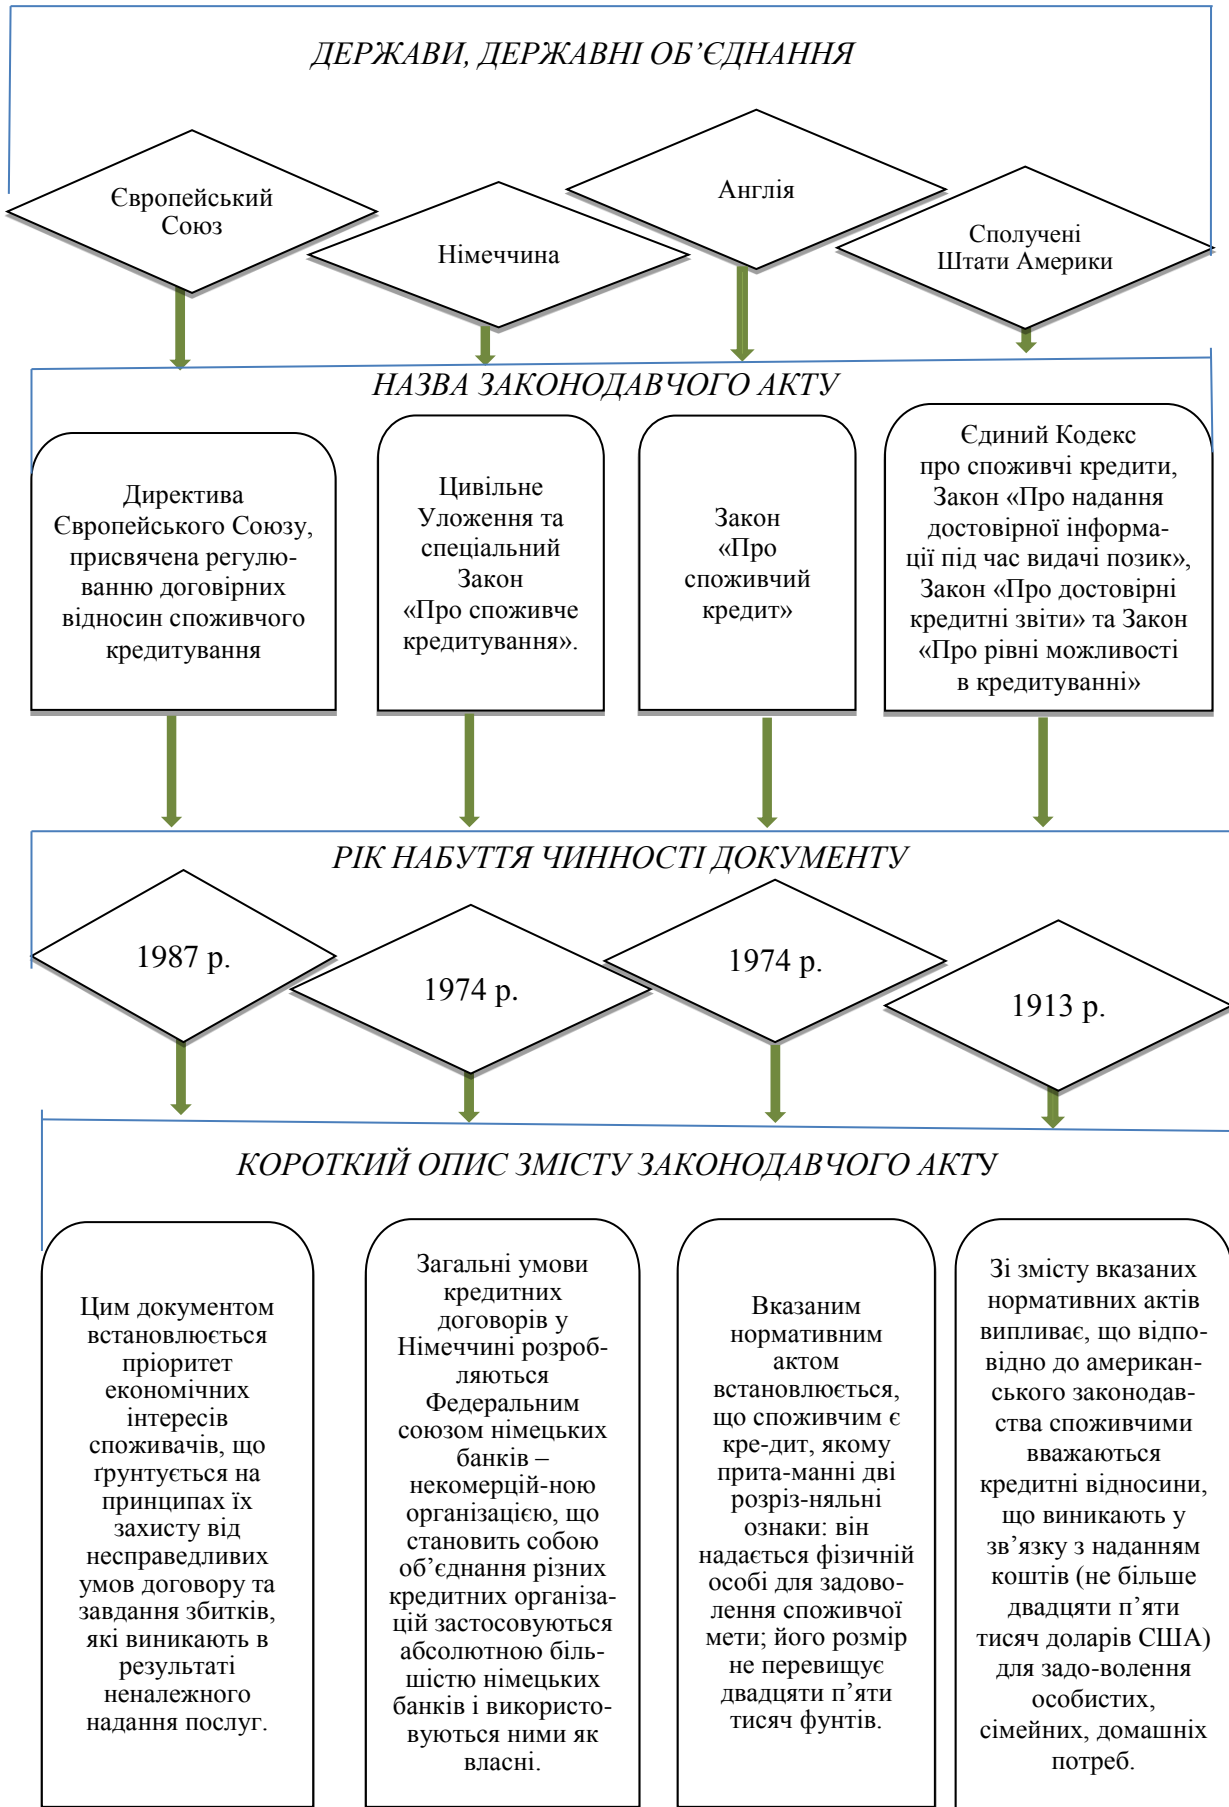 ДЕРЖАВИ, ДЕРЖАВНІ ОБ’ЄДНАННЯ
Європейський
Союз
Німеччина
Англія
Сполучені
Штати Америки
НАЗВА ЗАКОНОДАВЧОГО АКТУ
Директива
Європейського Союзу,
присвячена регулю-
ванню договірних
відносин споживчого
кредитування
Цивільне
Уложення та
спеціальний
Закон
«Про споживче
кредитування».
Закон
«Про
споживчий
кредит»
Єдиний Кодекс
про споживчі кредити,
Закон «Про надання
достовірної інформа-
ції під час видачі позик»,
Закон «Про достовірні
кредитні звіти» та Закон
«Про рівні можливості
в кредитуванні»
РІК НАБУТТЯ ЧИННОСТІ ДОКУМЕНТУ
1987 р.
1974 р.
1974 р.
1913 р.
КОРОТКИЙ ОПИС ЗМІСТУ ЗАКОНОДАВЧОГО АКТУ
Цим документом
встановлюється
пріоритет
економічних
інтересів
споживачів, що
ґрунтується на
принципах їх
захисту від
несправедливих
умов договору та
завдання збитків,
які виникають в
результаті
неналежного
надання послуг.
Загальні умови
кредитних
договорів у
Німеччині розроб-
ляються
Федеральним
союзом німецьких
банків –
некомерцій-ною
організацією, що
становить собою
об’єднання різних
кредитних організа-
цій застосовуються
абсолютною біль-
шістю німецьких
банків і використо-
вуються ними як
власні.
Вказаним
нормативним
актом
встановлюється,
що споживчим є
кре-дит, якому
прита-манні дві
розріз-няльні
ознаки: він
надається фізичній
особі для задово-
лення споживчої
мети; його розмір
не перевищує
двадцяти п’яти
тисяч фунтів.
Зі змісту вказаних
нормативних актів
випливає, що відпо-
відно до американ-
ського законодав-
ства споживчими
вважаються
кредитні відносини,
що виникають у
зв’язку з наданням
коштів (не більше
двадцяти п’яти
тисяч доларів США)
для задо-волення
особистих,
сімейних, домашніх
потреб.